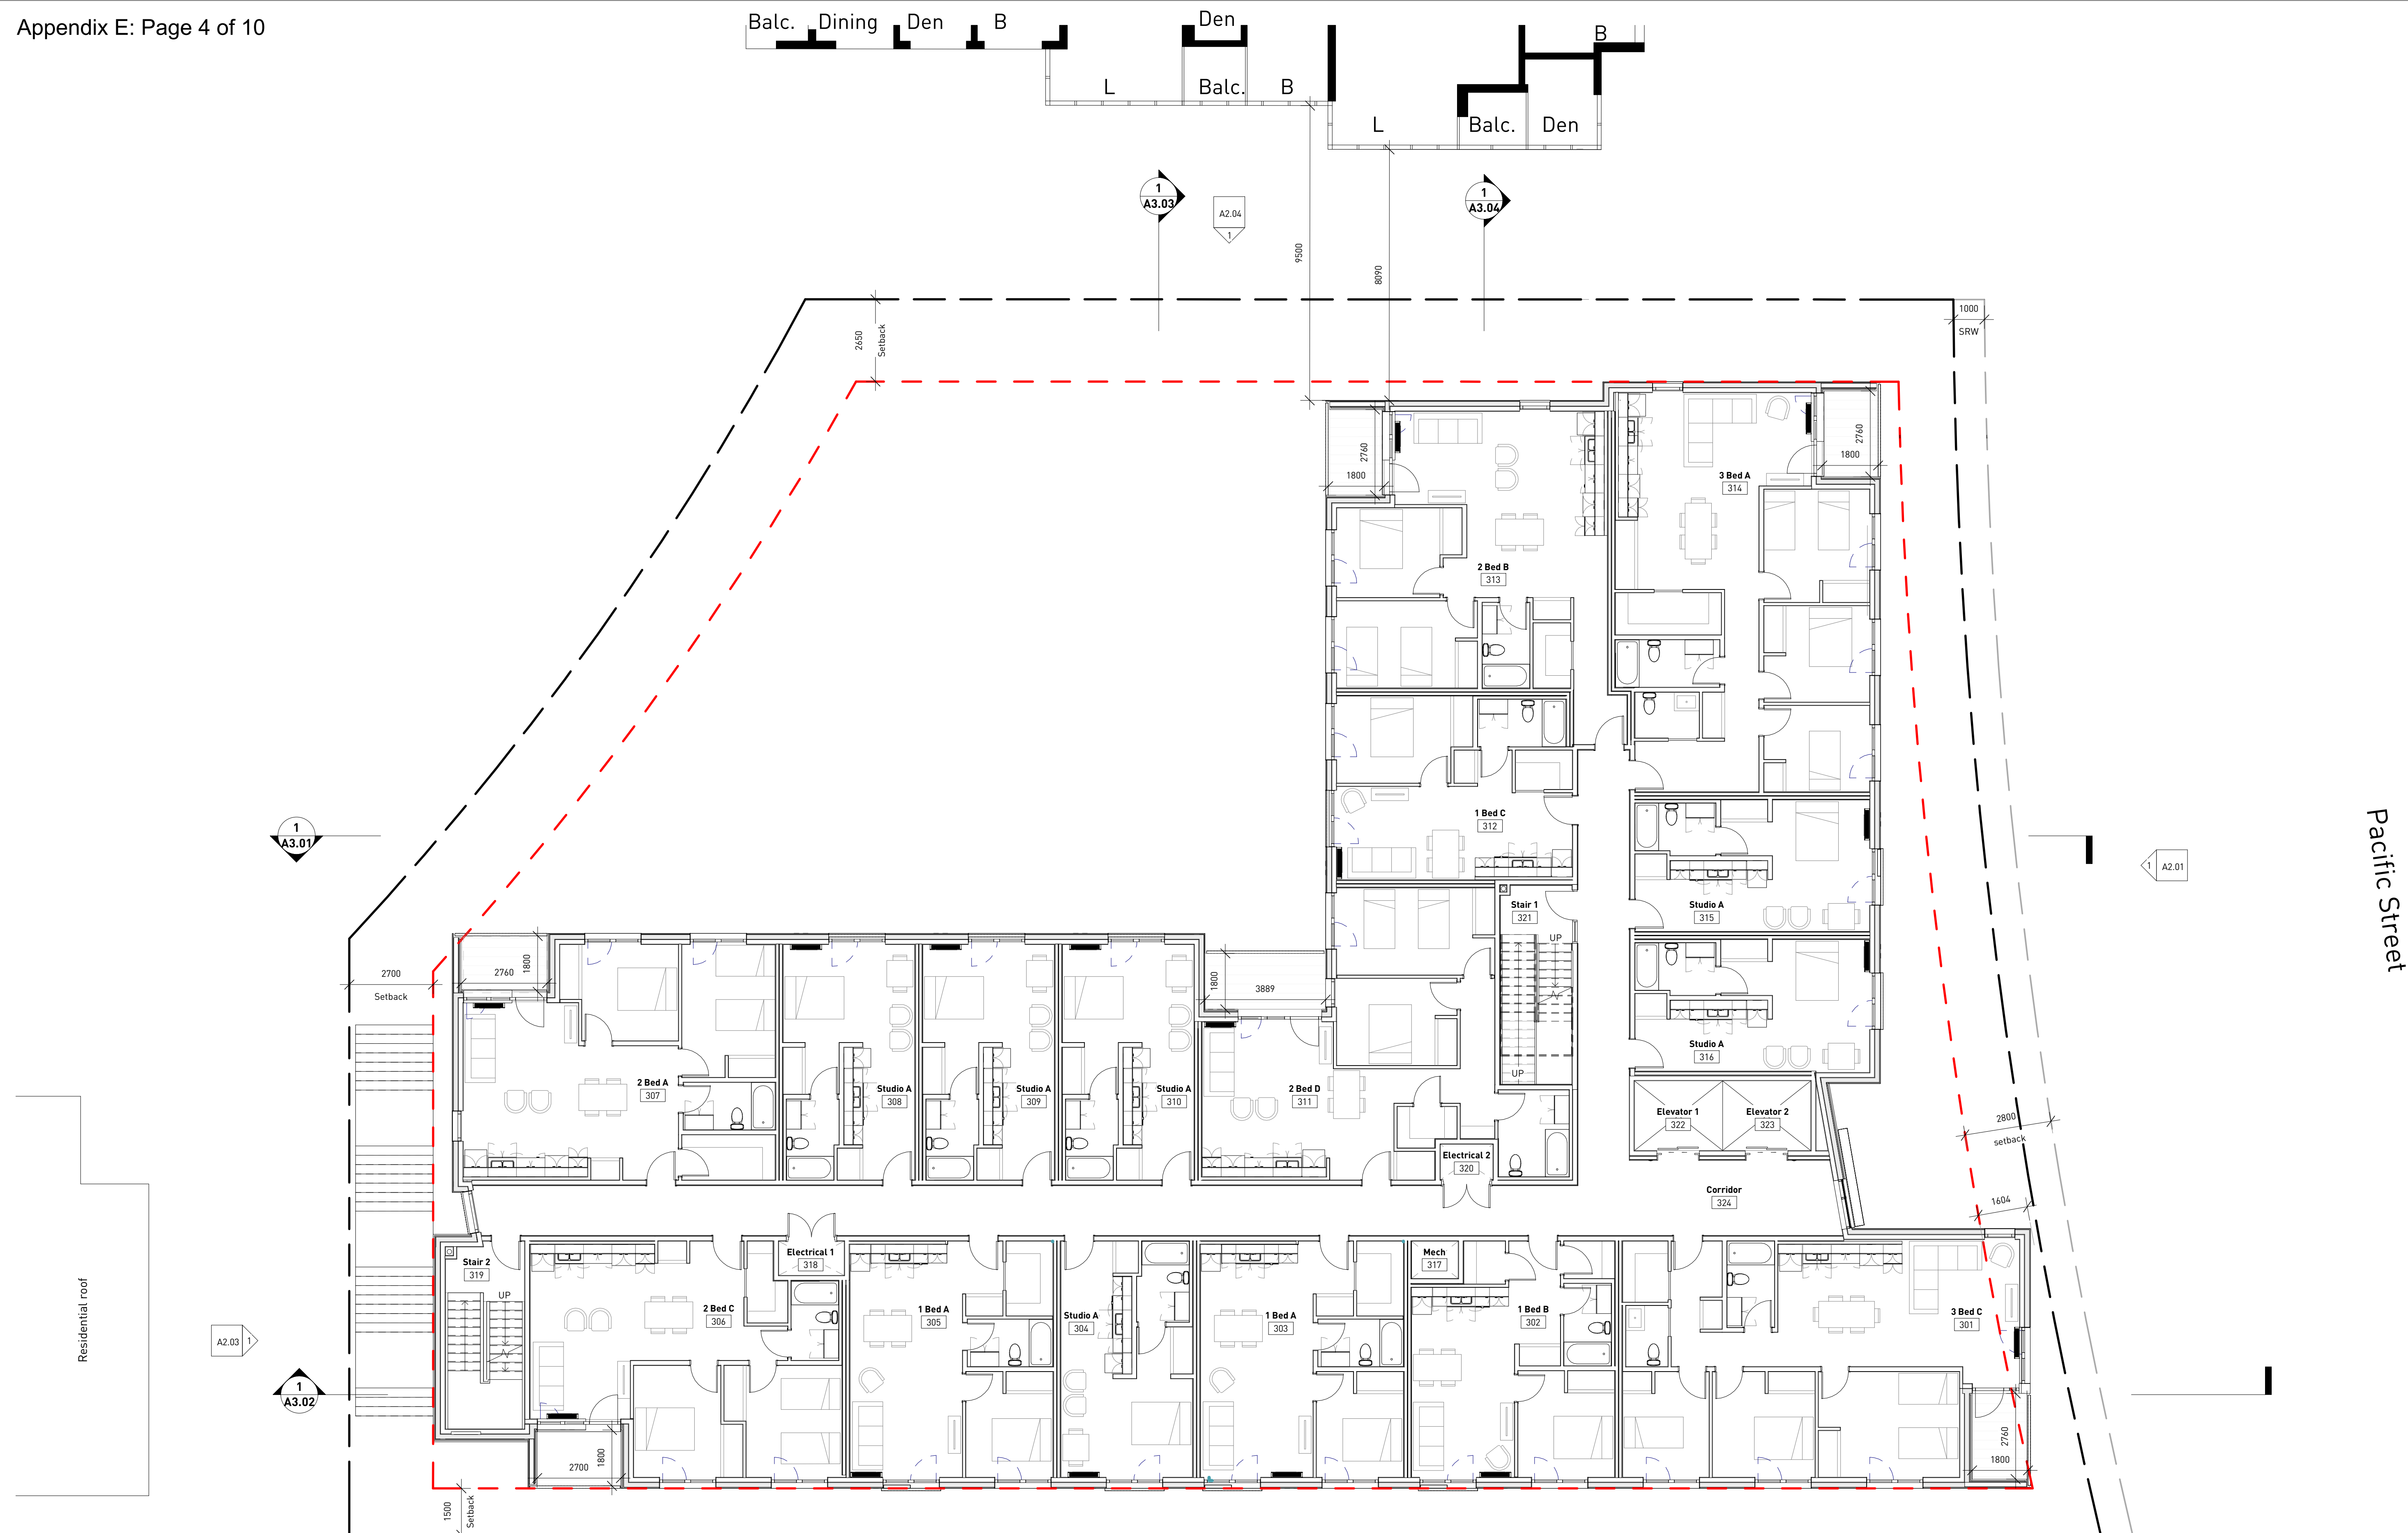 Appendix E: Page 4 of 10
Balc. Dining Den B
Den
B
L
Balc. B
L
Balc. Den
1
A3.03
A2.04
1
1
A3.04
9500
8090
2650
Setback
1000
SRW
2760
1800
2760
1800
3 Bed A
314
2 Bed B
313
1 Bed C
312
Stair 1
321
UP
UP
Studio A
315
Studio A
316
1
A3.01
1
A2.01
Pacific Street
2700
Setback
2760
1800
1800
3889
2 Bed A
307
Studio A
308
Studio A
309
Studio A
310
2 Bed D
311
Electrical 2
320
Elevator 1
322
Elevator 2
323
2800
setback
1604
Corridor
324
Residential roof
A2.03
1
1
A3.02
Stair 2
319
UP
Electrical 1
318
2 Bed C
306
1 Bed A
305
Studio A
304
1 Bed A
303
Mech
317
1 Bed B
302
3 Bed C
301
2700
1800
2760
1800
1500
Setback